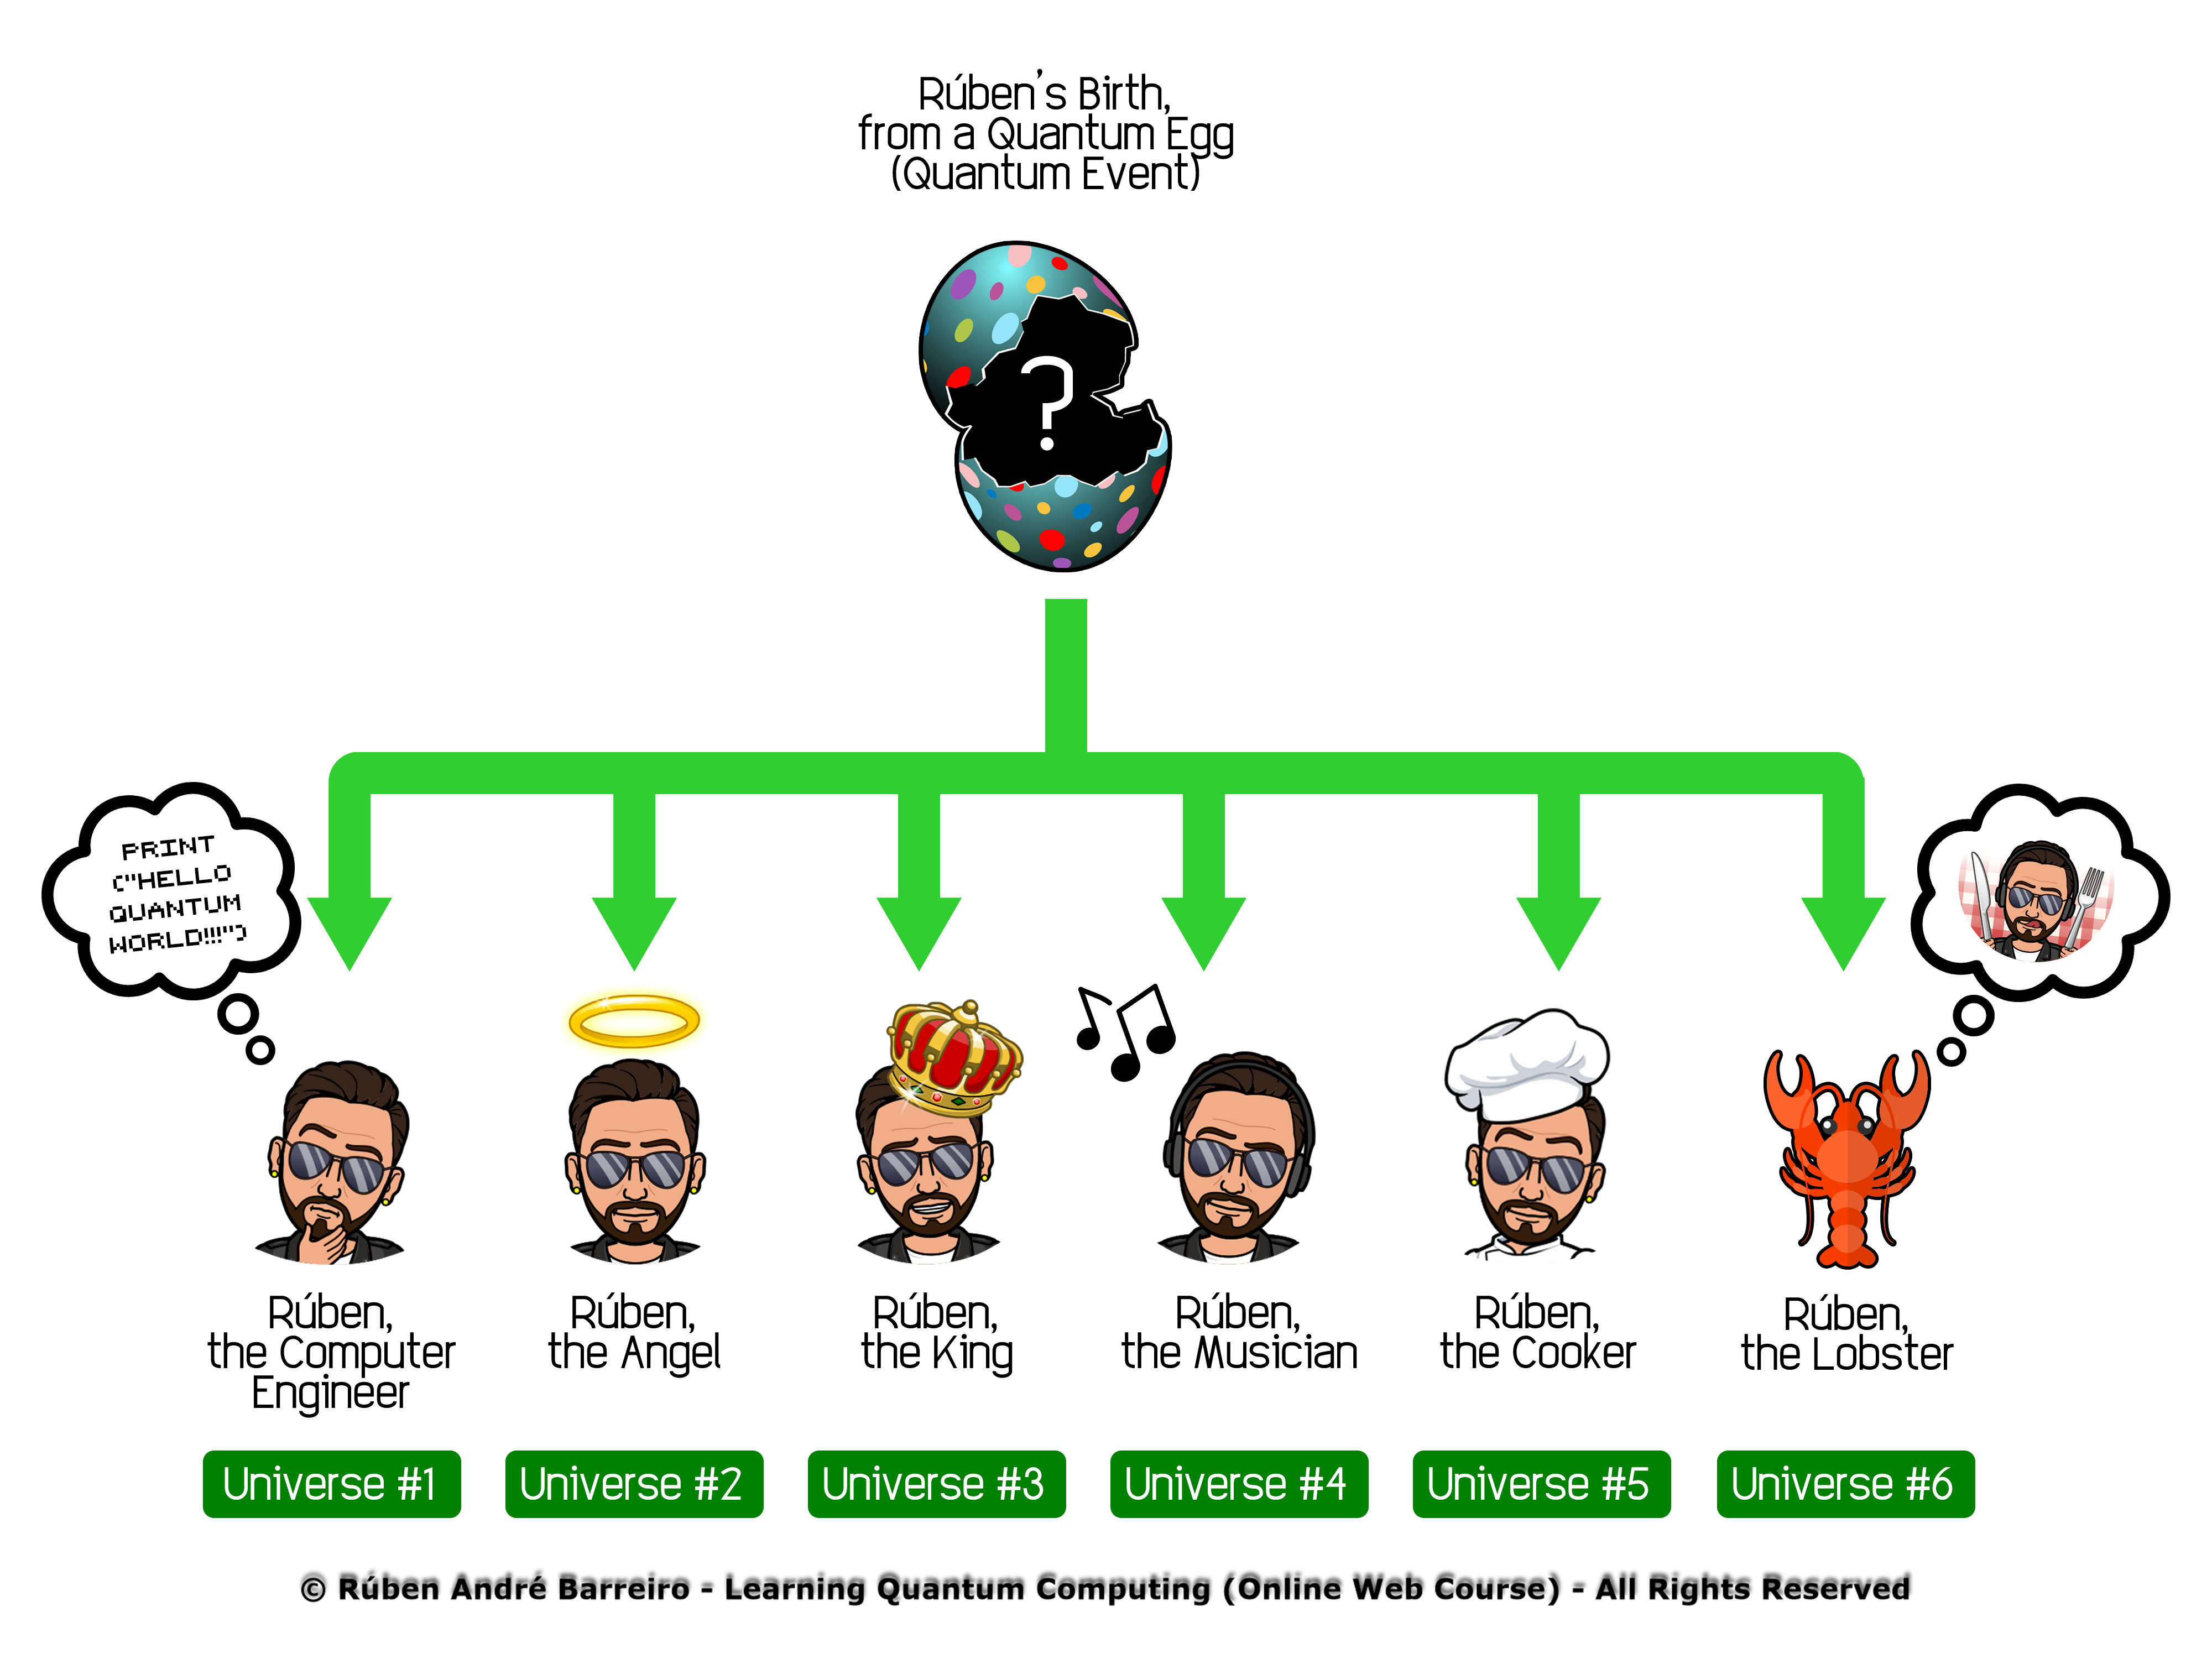 Rúben's Birth,
from a Quantum Egg
(Quantum Event)
?
PRINT
("HELLO
QUANTUM
WORLD!!!")
Rúben,
the Computer
Engineer
Rúben,
the Angel
Rúben,
the King
Rúben,
the Musician
Rúben,
the Cooker
Rúben,
the Lobster
Universe #1
Universe #2
Universe #3
Universe #4
Universe #5
Universe #6
© Rúben André Barreiro - Learning Quantum Computing (Online Web Course) - All Rights Reserved